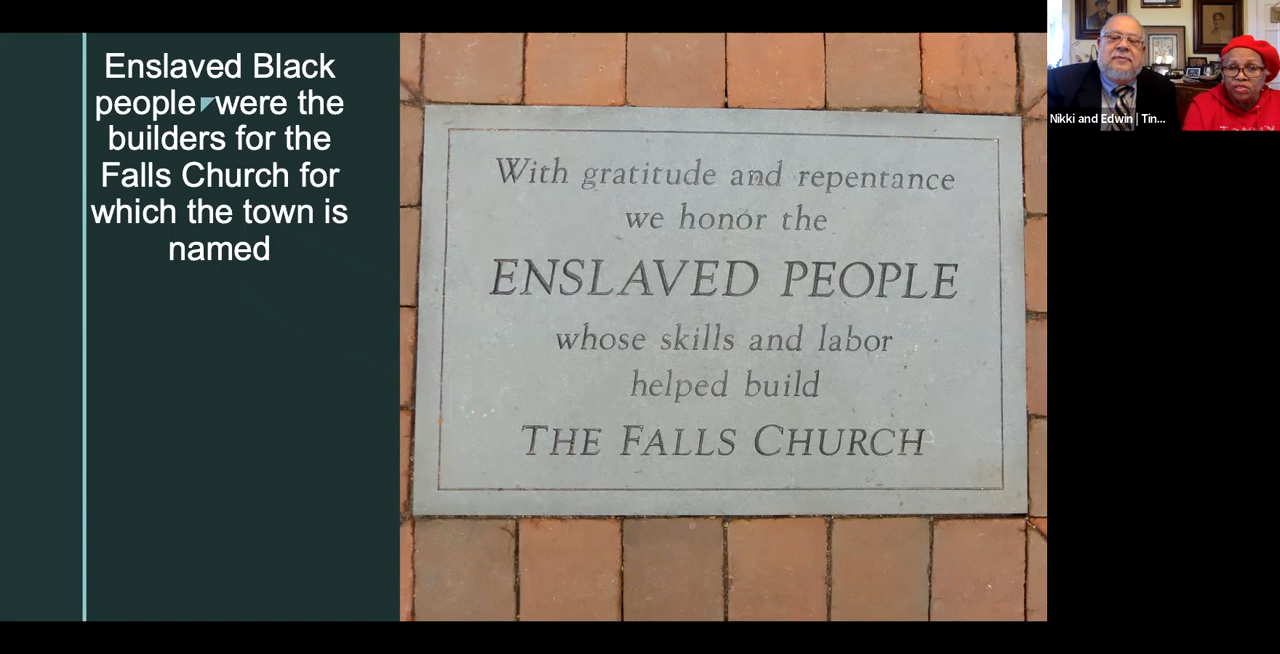 Enslaved Black
people were the
builders for the
Falls Church for
which the town is
named
With gratitude and repentance
we honor the
ENSLAVED PEOPLE
whose skills and labor
helped build
THE FALLS CHURCH
Nikki and Edwin | Tin...